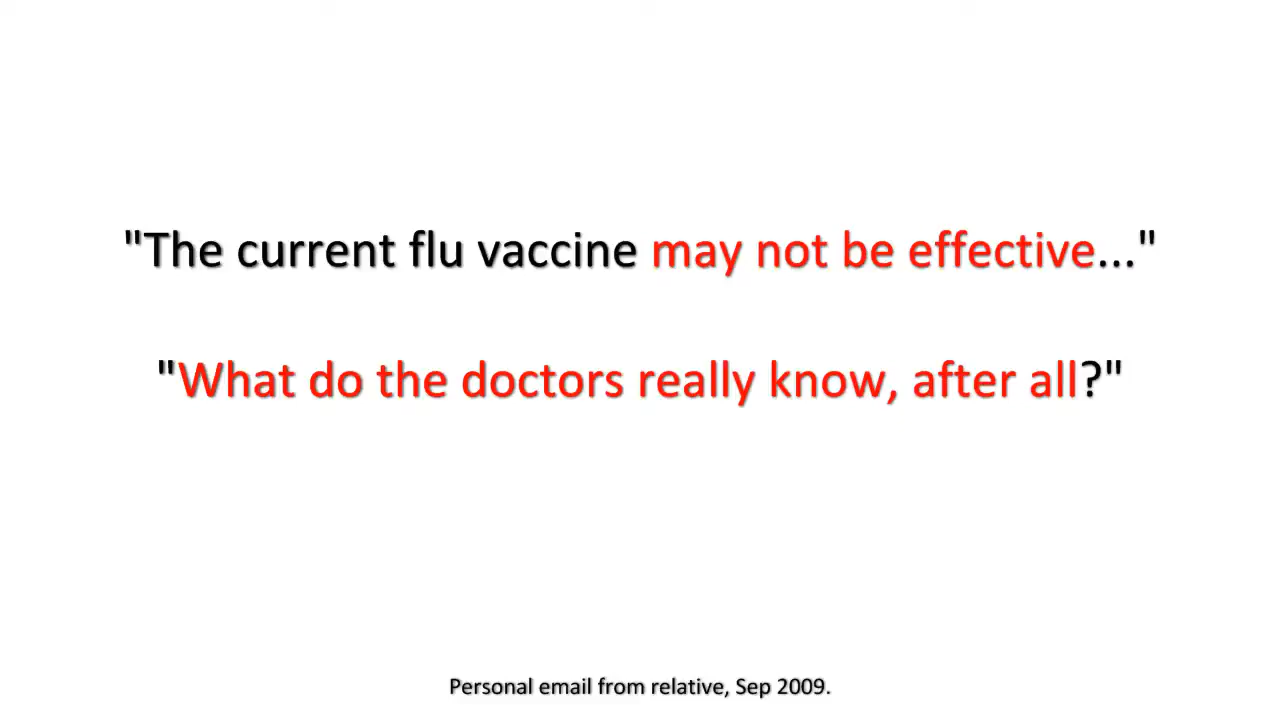 "The current flu vaccine may not be effective..."
"What do the doctors really know, after all?"
Personal email from relative, Sep 2009.